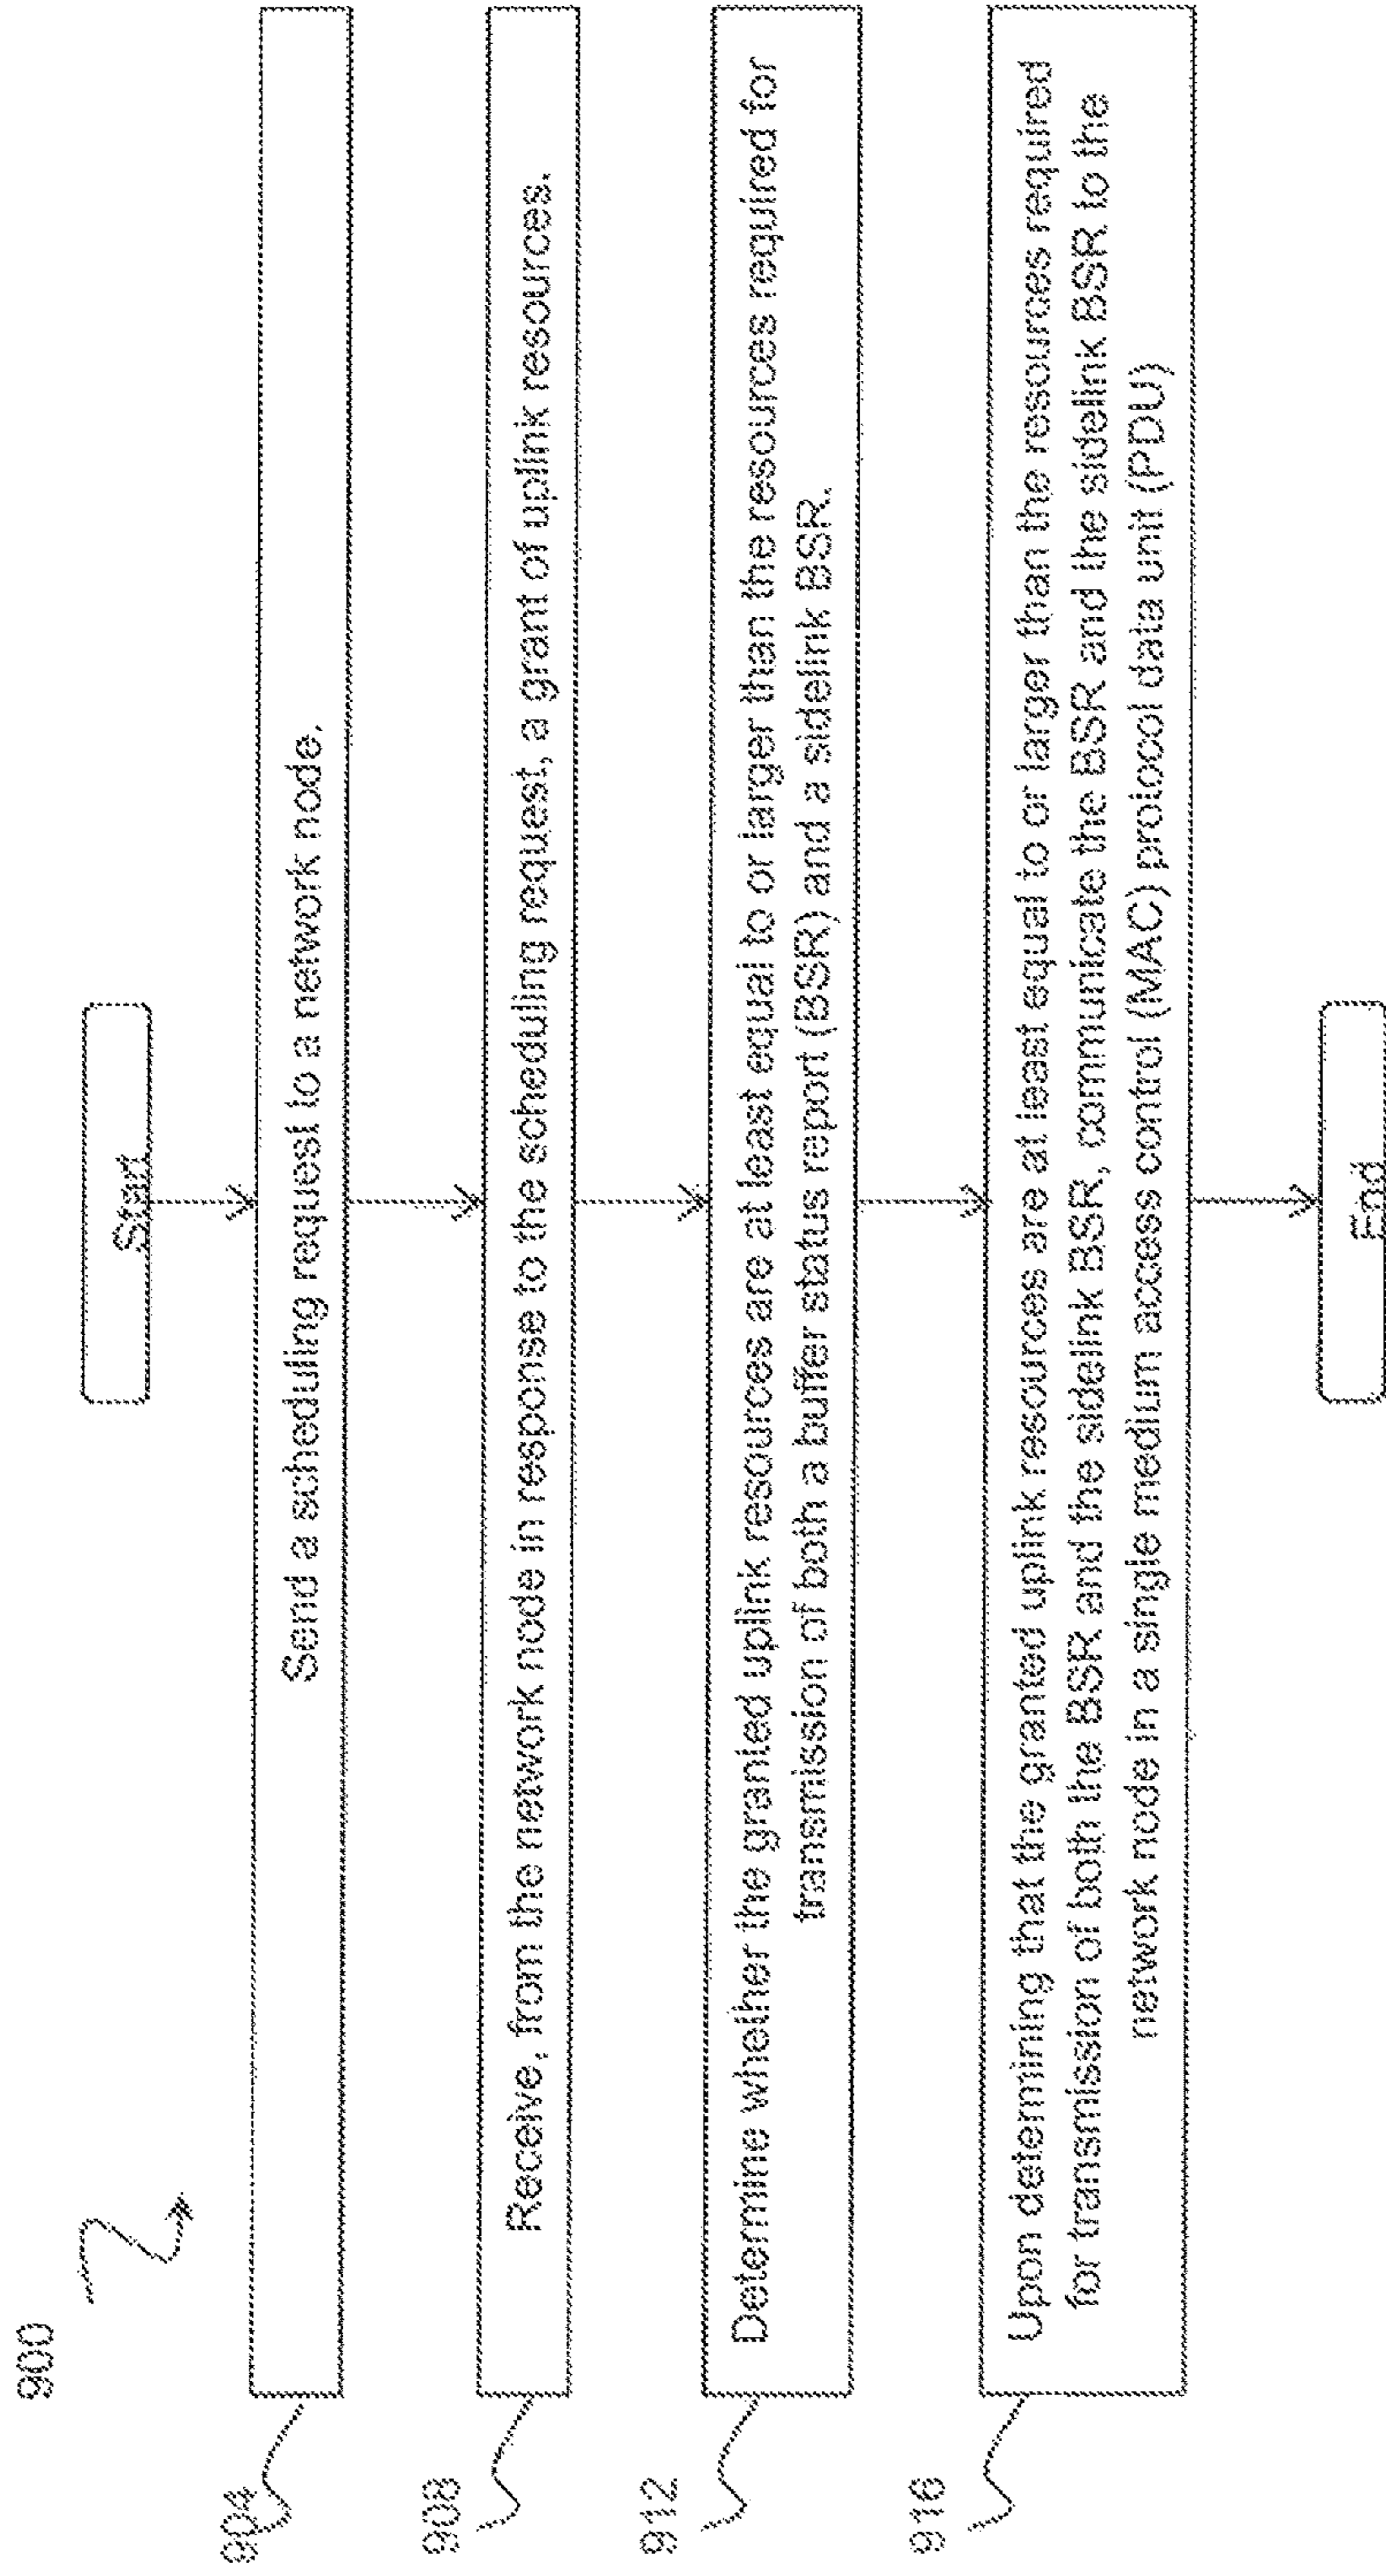 900
Start
904
Send a scheduling request to a network node.
908
Receive, from the network node in response to the scheduling request, a grant of uplink resources.
912
Determine whether the granted uplink resources are at least equal to or larger than the resources required for
transmission of both a buffer status report (BSR) and a sidelink BSR.
916
Upon determining that the granted uplink resources are at least equal to or larger than the resources required
for transmission of both the BSR and the sidelink BSR, communicate the BSR and the sidelink BSR to the
network node in a single medium access control (MAC) protocol data unit (PDU)
End